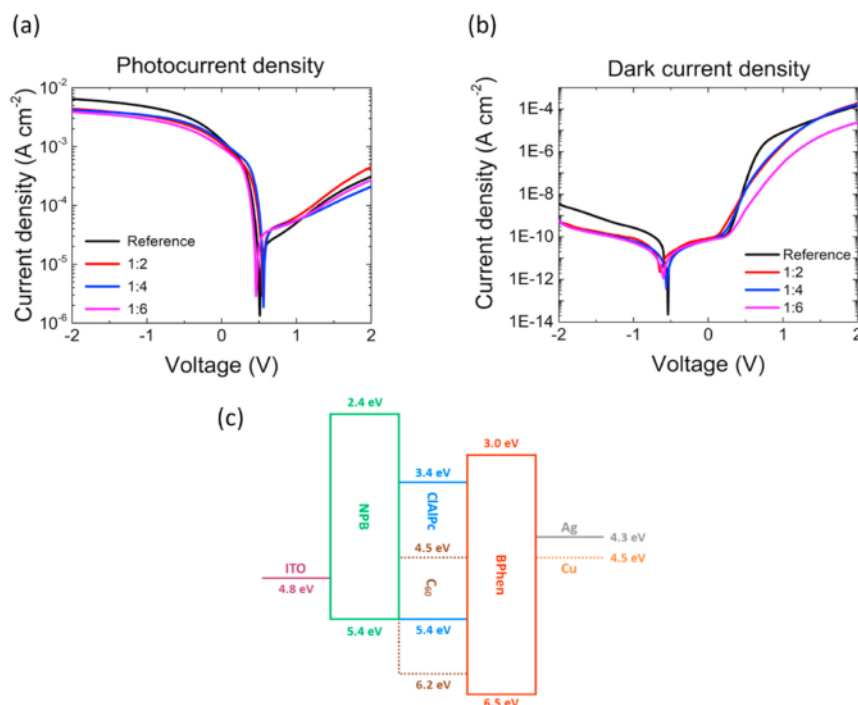 (a)
Photocurrent density
Current density (A cm⁻²)
10⁻²
10⁻³
10⁻⁴
10⁻⁵
10⁻⁶
Reference
1:2
1:4
1:6
-2
-1
0
1
2
Voltage (V)
(b)
Dark current density
Current density (A cm⁻²)
1E-4
1E-6
1E-8
1E-10
1E-12
1E-14
Reference
1:2
1:4
1:6
-2
-1
0
1
2
Voltage (V)
(c)
2.4 eV
3.0 eV
3.4 eV
NPB
ClAlPc
Ag
4.3 eV
4.5 eV
BPhen
Cu
4.5 eV
ITO
4.8 eV
C₆₀
5.4 eV
5.4 eV
6.2 eV
6.5 eV